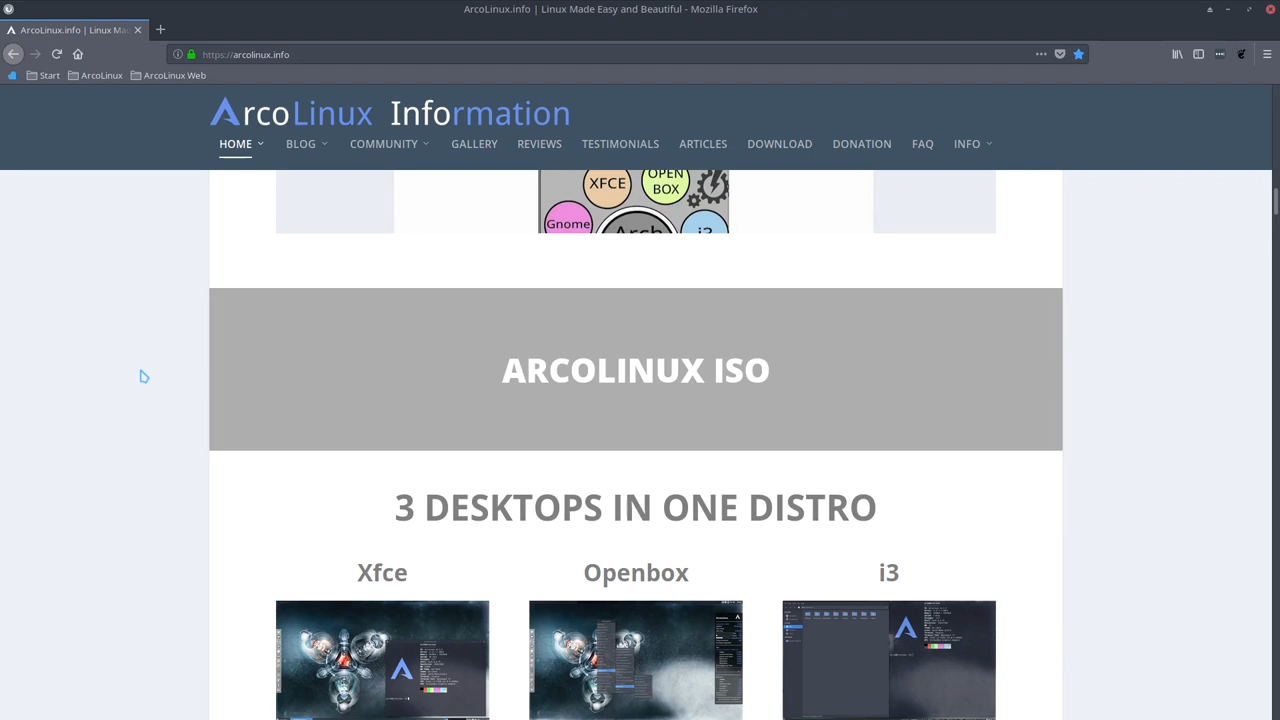 ArcoLinux.info | Linux Made Easy and Beautiful - Mozilla Firefox
ArcoLinux.info | Linux Ma
https://arcolinux.info
Start ArcoLinux ArcoLinux Web
ArcoLinux Information
HOME BLOG COMMUNITY GALLERY REVIEWS TESTIMONIALS ARTICLES DOWNLOAD DONATION FAQ INFO
XFCE
OPEN
BOX
Gnome
Arch
i3
ARCOLINUX ISO
3 DESKTOPS IN ONE DISTRO
Xfce Openbox i3